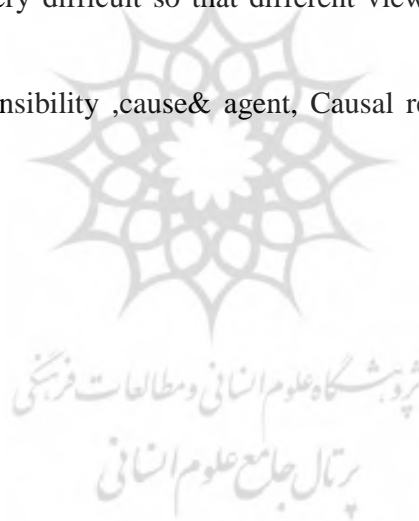 ery difficult so that different view
nsibility ,cause& agent, Causal re
پژوهشگاه علوم انسانی و مطالعات فرهنگی
پرتال جامع علوم انسانی